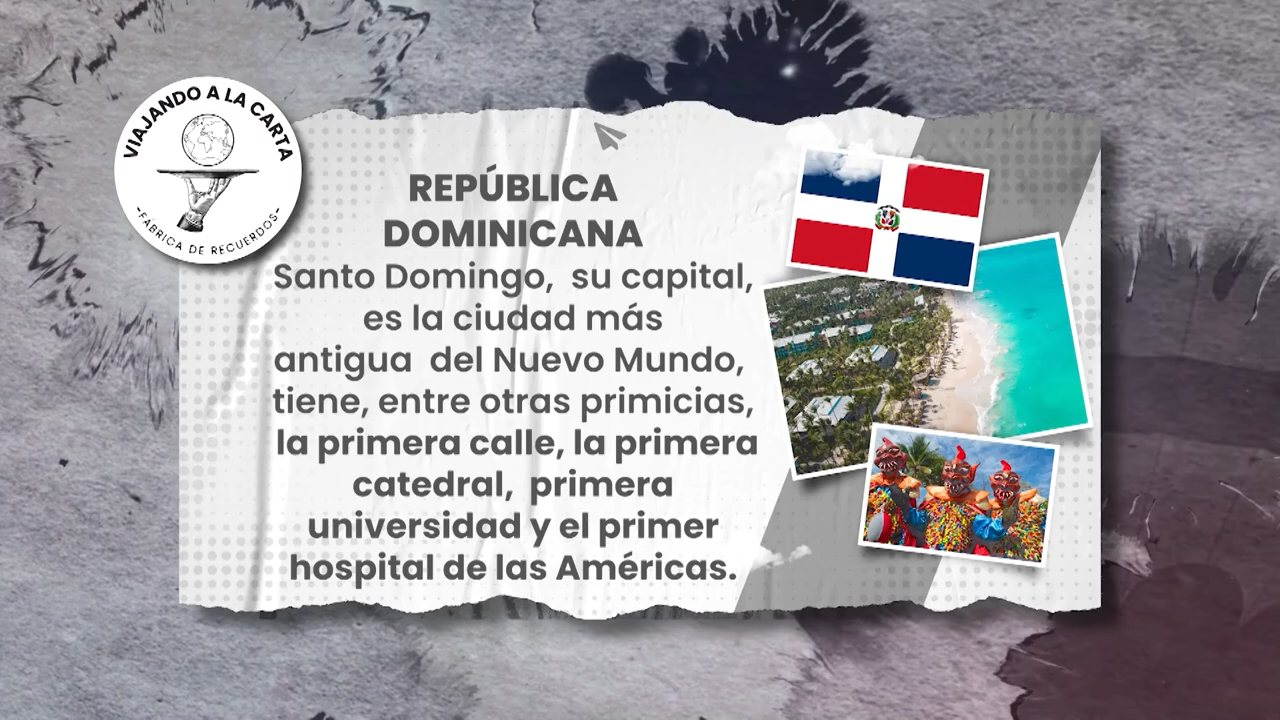 VIAJANDO A LA CARTA
-FÁBRICA DE RECUERDOS-
REPÚBLICA
DOMINICANA
Santo Domingo, su capital,
es la ciudad más
antigua del Nuevo Mundo,
tiene, entre otras primicias,
la primera calle, la primera
catedral, primera
universidad y el primer
hospital de las Américas.